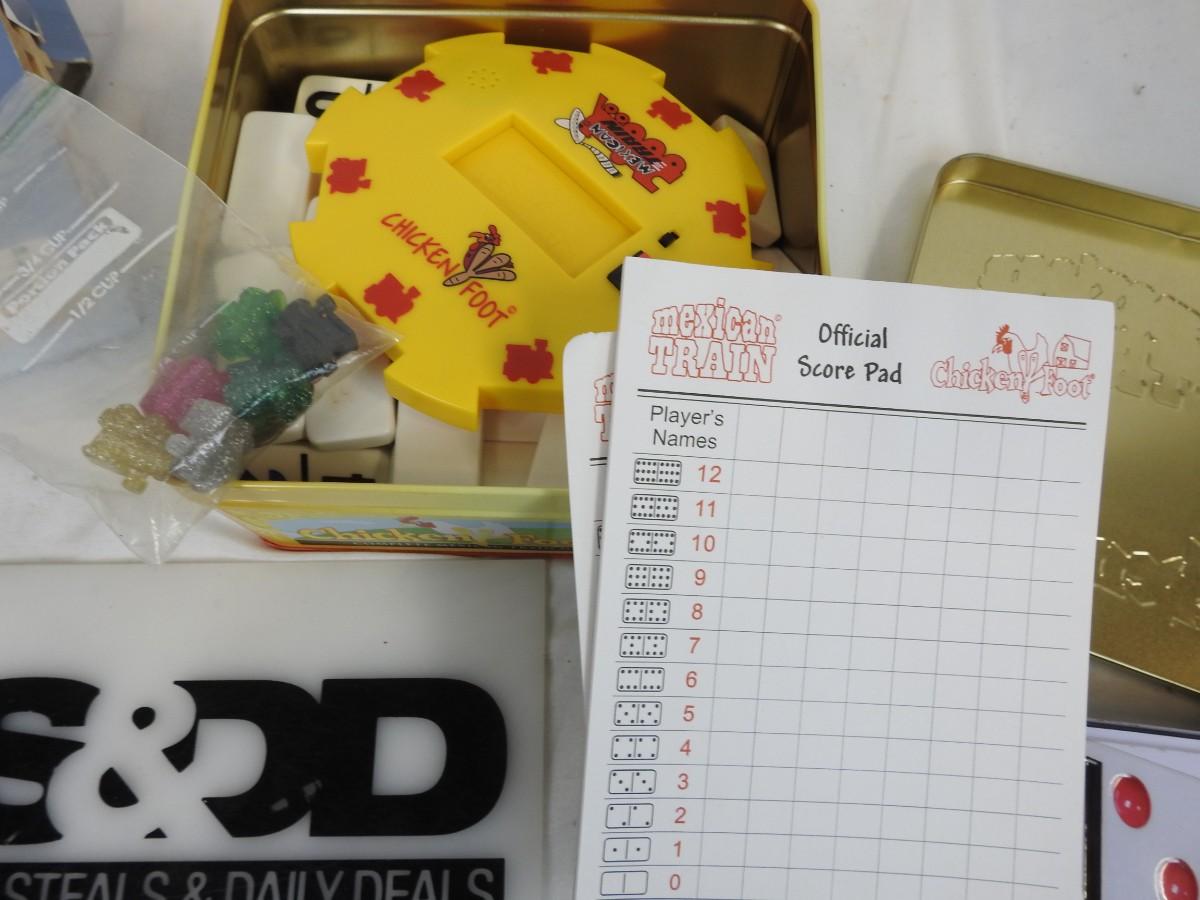 MEXICAN
TRAIN
CHICKEN
FOOT
3/4 CUP
Portion Pack
1/2 CUP
mexican
TRAIN
Official
Score Pad
Chicken Foot
Player's
Names
12
11
10
9
8
7
6
5
4
3
2
1
0
Chicken Foo
S&DD
STEALS & DAILY DEALS